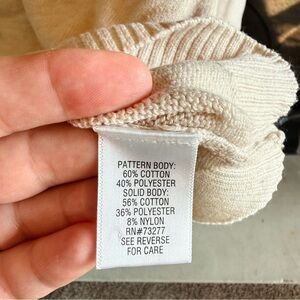 PATTERN BODY:
60% COTTON
40% POLYESTER
SOLID BODY:
56% COTTON
36% POLYESTER
8% NYLON
RN#73277
SEE REVERSE
FOR CARE